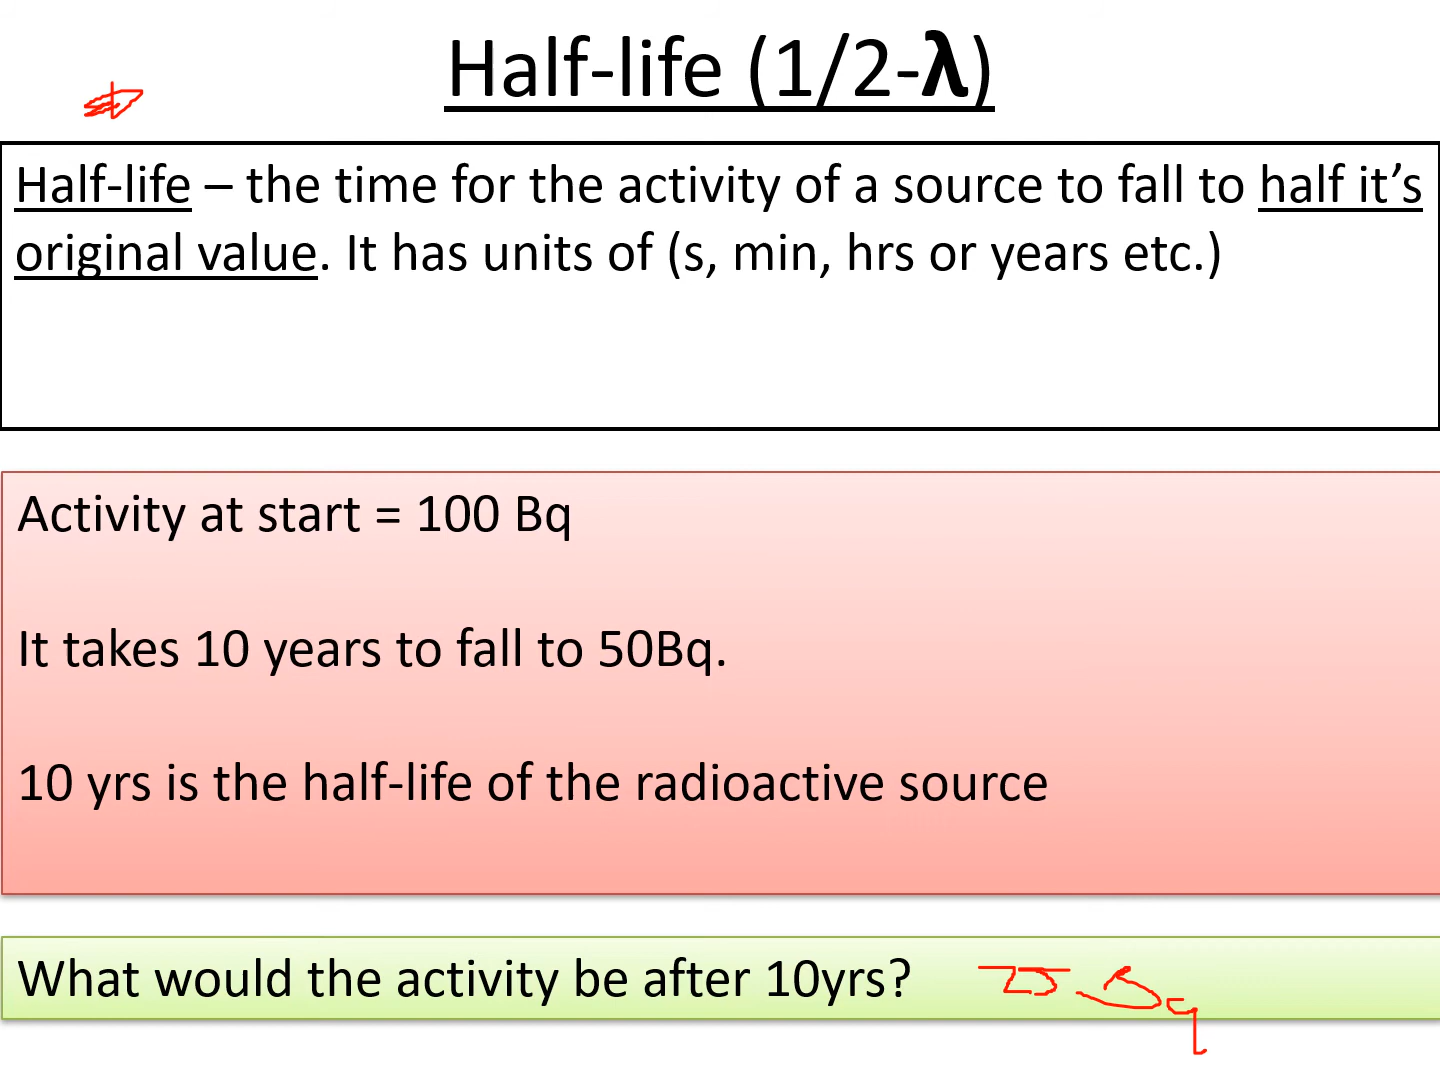 Half-life (1/2-λ)
Half-life – the time for the activity of a source to fall to half it’s
original value. It has units of (s, min, hrs or years etc.)
Activity at start = 100 Bq
It takes 10 years to fall to 50Bq.
10 yrs is the half-life of the radioactive source
What would the activity be after 10yrs?